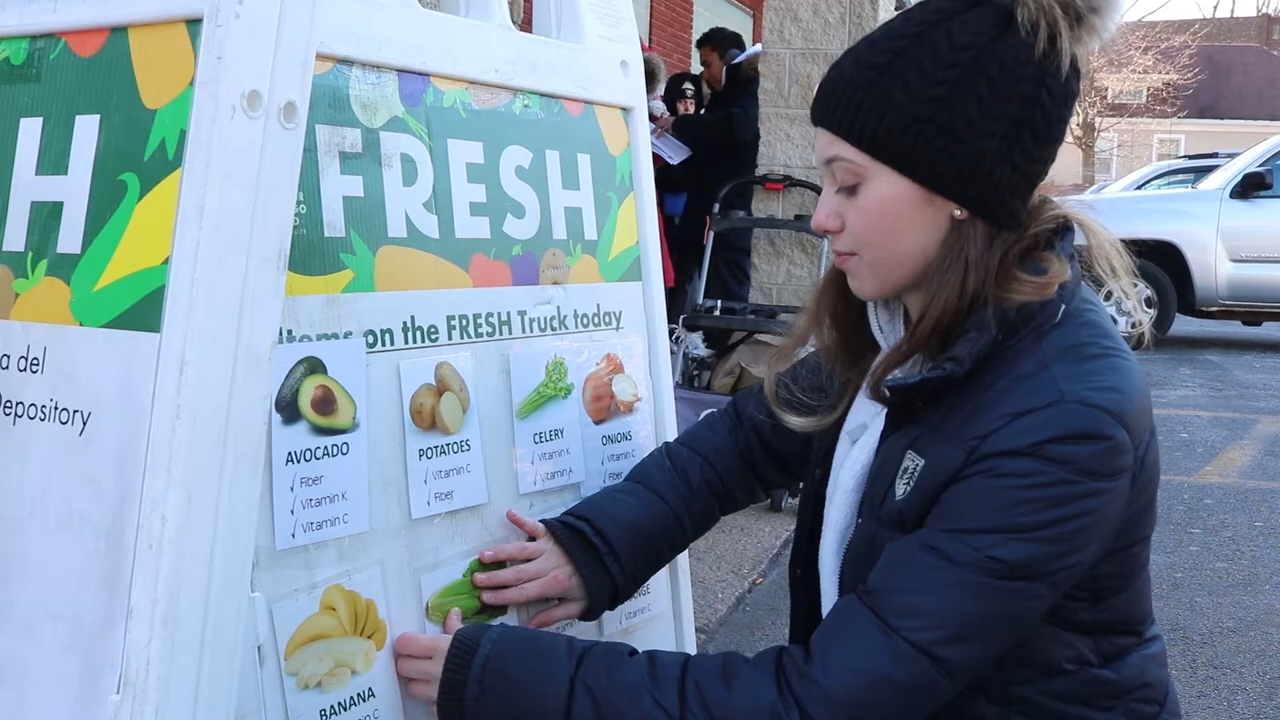 H
a del
Depository
FRESH
Items on the FRESH Truck today
AVOCADO
✓ Fiber
✓ Vitamin K
✓ Vitamin C
POTATOES
✓ Vitamin C
✓ Fiber
CELERY
✓ Vitamin K
✓ Vitamin A
ONIONS
✓ Vitamin C
✓ Fiber
BANANA
Vitamin C
Vitamin C